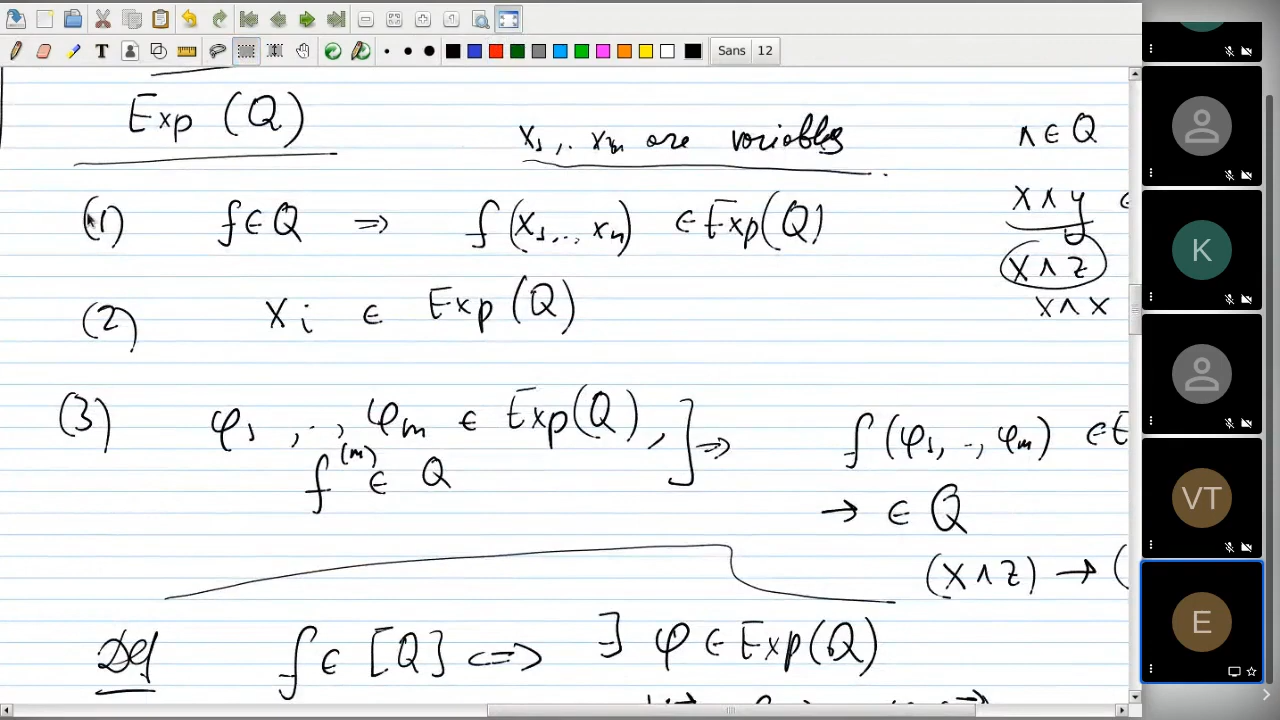 Sans 12
Exp (Q)
x₁,.. xₙ are variables
∧ ∈ Q
(1) f ∈ Q ⇒ f(x₁,.., xₙ) ∈ Exp(Q)
x ∧ y ∈
x ∧ z
(2) xᵢ ∈ Exp (Q)
x ∧ x
(3) φ₁,.., φₘ ∈ Exp(Q), ] ⇒ f(φ₁,.., φₘ) ∈ E
f⁽ᵐ⁾ ∈ Q
→ ∈ Q
(x ∧ z) → (
Def f ∈ [Q] <=> ∃ φ ∈ Exp(Q)
K
VT
E